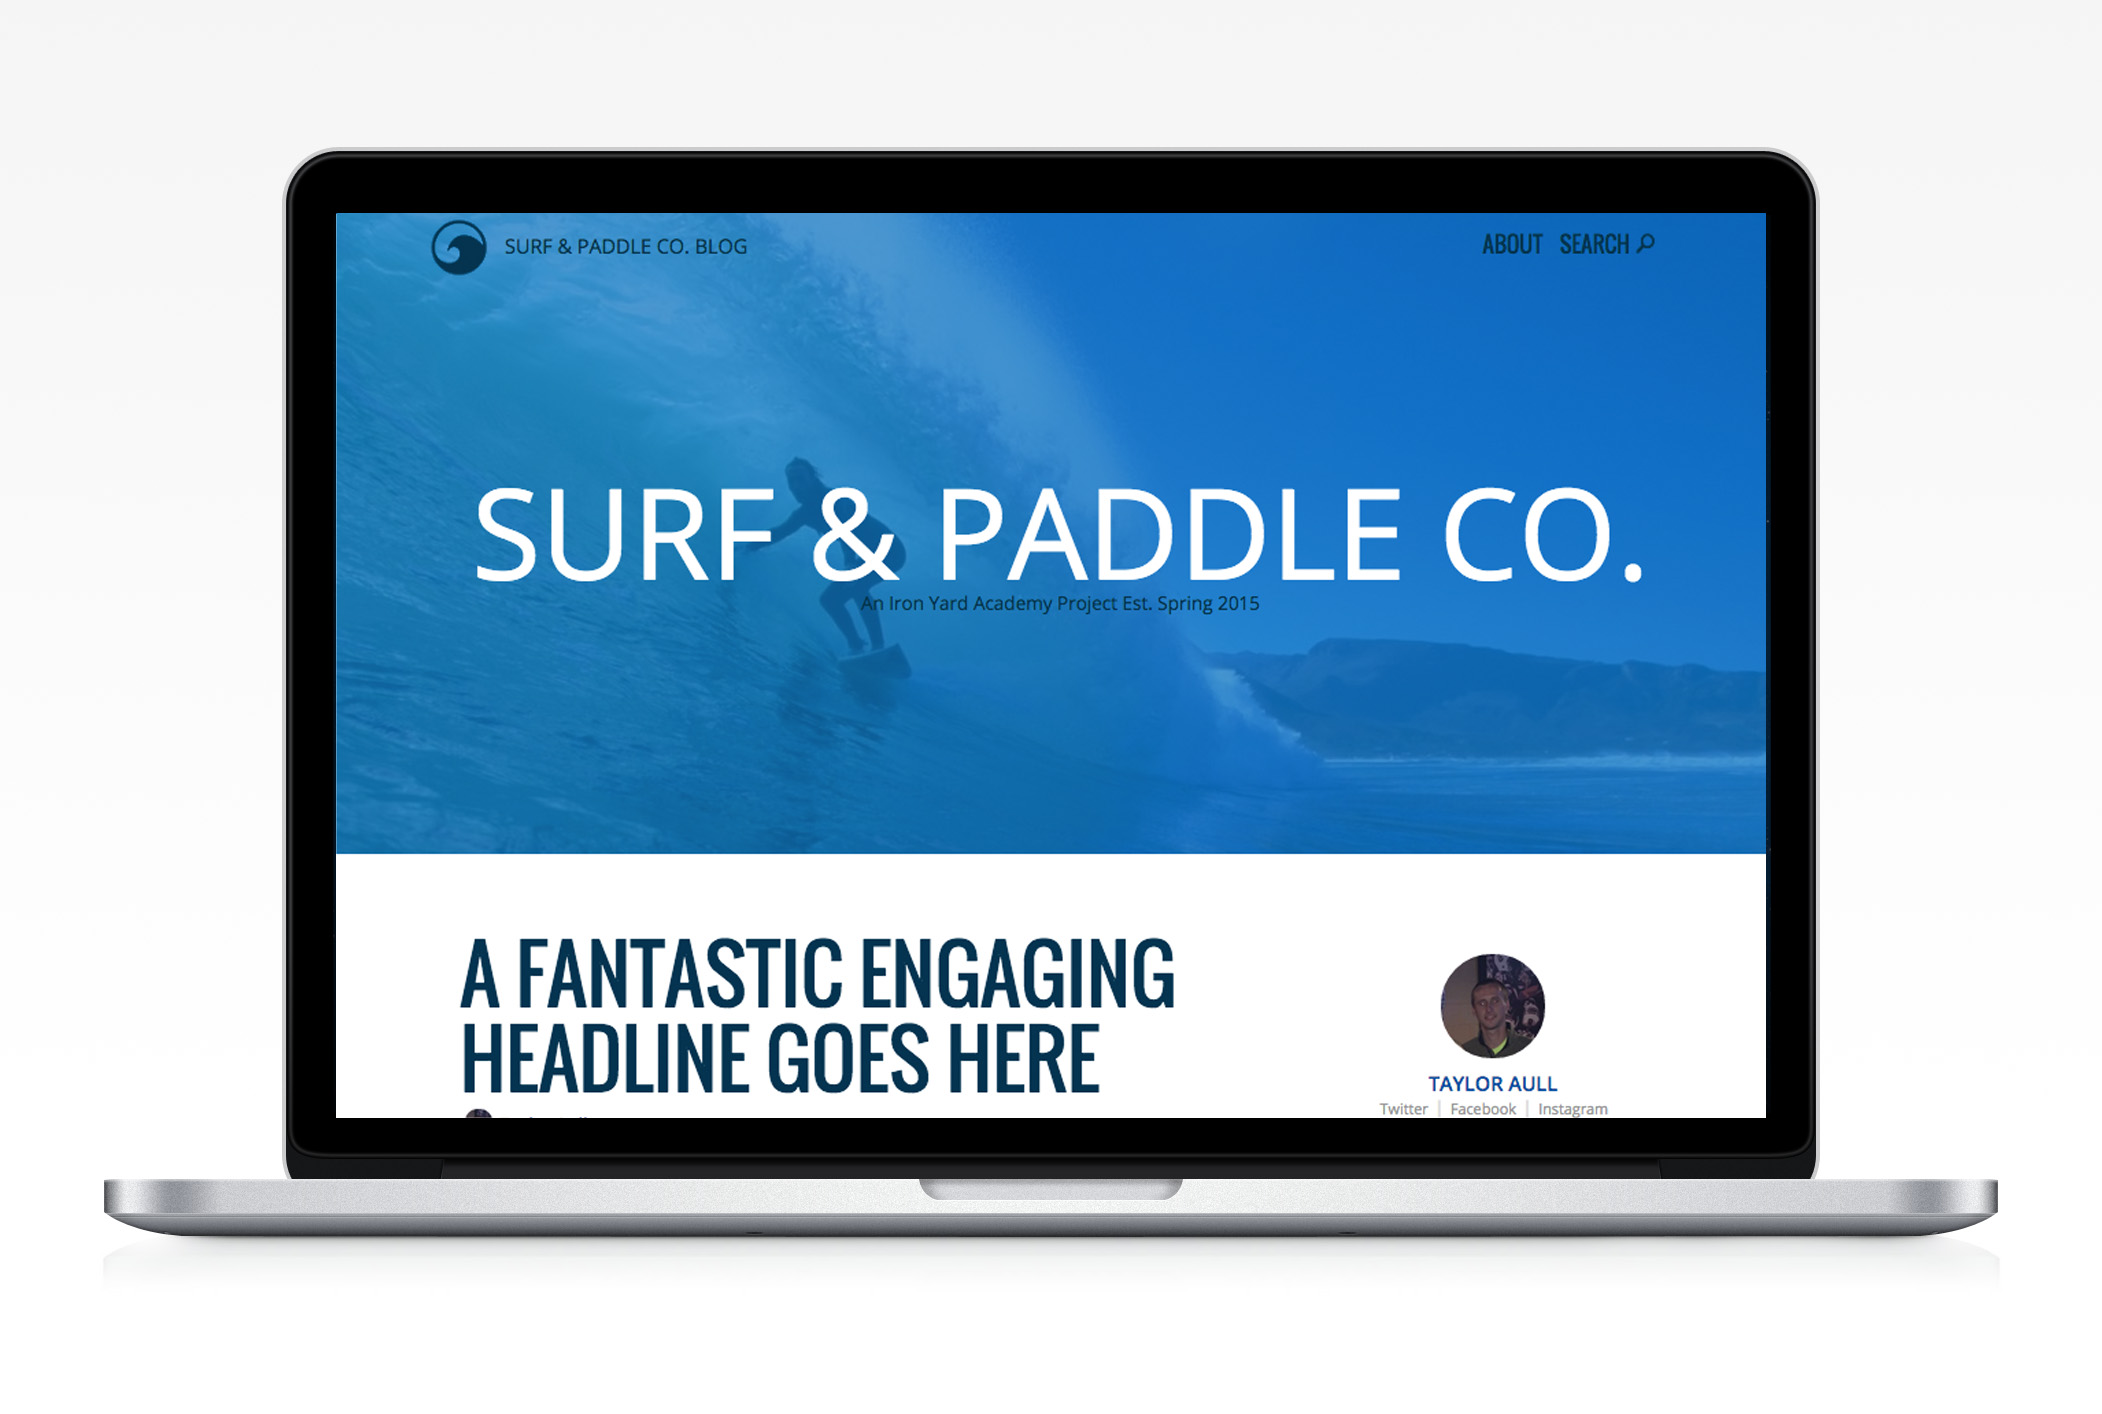 SURF & PADDLE CO. BLOG
ABOUT SEARCH
SURF & PADDLE CO.
An Iron Yard Academy Project Est. Spring 2015
A FANTASTIC ENGAGING
HEADLINE GOES HERE
TAYLOR AULL
Twitter | Facebook | Instagram